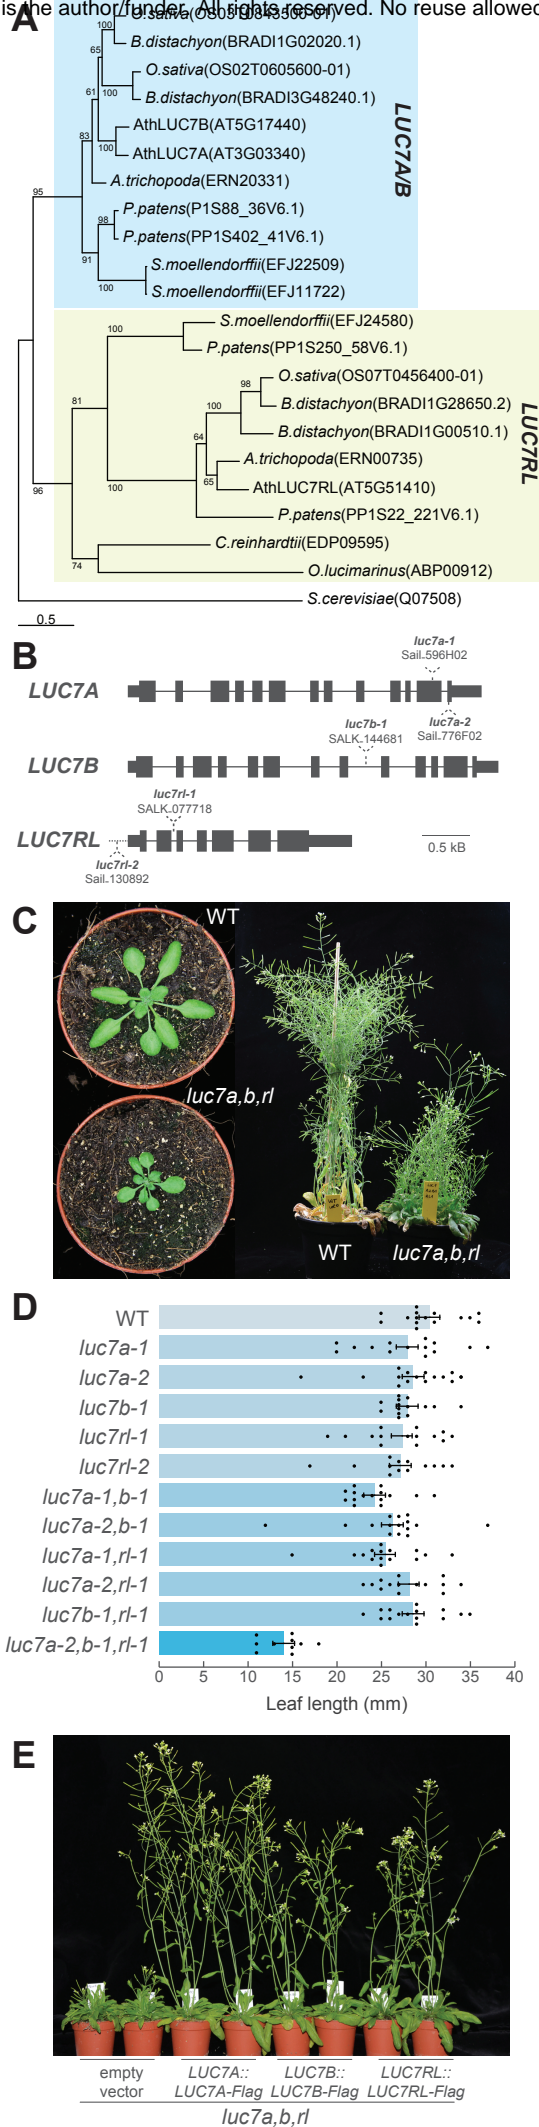 is the author/funder. All rights reserved. No reuse allowed
A
O.sativa(OS03T0843500-01)
B.distachyon(BRADI1G02020.1)
O.sativa(OS02T0605600-01)
B.distachyon(BRADI3G48240.1)
AthLUC7B(AT5G17440)
AthLUC7A(AT3G03340)
A.trichopoda(ERN20331)
P.patens(P1S88_36V6.1)
P.patens(PP1S402_41V6.1)
S.moellendorffii(EFJ22509)
S.moellendorffii(EFJ11722)
LUC7A/B
100
65
100
61
83
100
95
98
91
100
S.moellendorffii(EFJ24580)
P.patens(PP1S250_58V6.1)
O.sativa(OS07T0456400-01)
B.distachyon(BRADI1G28650.2)
B.distachyon(BRADI1G00510.1)
A.trichopoda(ERN00735)
AthLUC7RL(AT5G51410)
P.patens(PP1S22_221V6.1)
C.reinhardtii(EDP09595)
O.lucimarinus(ABP00912)
LUC7RL
100
98
81
100
64
65
100
96
74
S.cerevisiae(Q07508)
0.5
B
luc7a-1
Sail_596H02
LUC7A
luc7a-2
Sail_776F02
luc7b-1
SALK_144681
LUC7B
luc7rl-1
SALK_077718
LUC7RL
luc7rl-2
Sail_130892
0.5 kB
C
WT
luc7a,b,rl
WT
luc7a,b,rl
D
WT
luc7a-1
luc7a-2
luc7b-1
luc7rl-1
luc7rl-2
luc7a-1,b-1
luc7a-2,b-1
luc7a-1,rl-1
luc7a-2,rl-1
luc7b-1,rl-1
luc7a-2,b-1,rl-1
0 5 10 15 20 25 30 35 40
Leaf length (mm)
E
empty
vector
LUC7A::
LUC7A-Flag
LUC7B::
LUC7B-Flag
LUC7RL::
LUC7RL-Flag
luc7a,b,rl